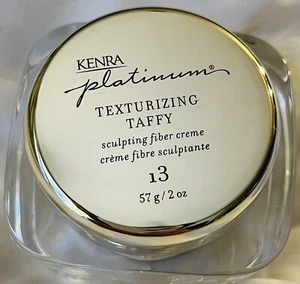 KENRA
platinum®
TEXTURIZING
TAFFY
sculpting fiber creme
crème fibre sculptante
13
57 g / 2 oz